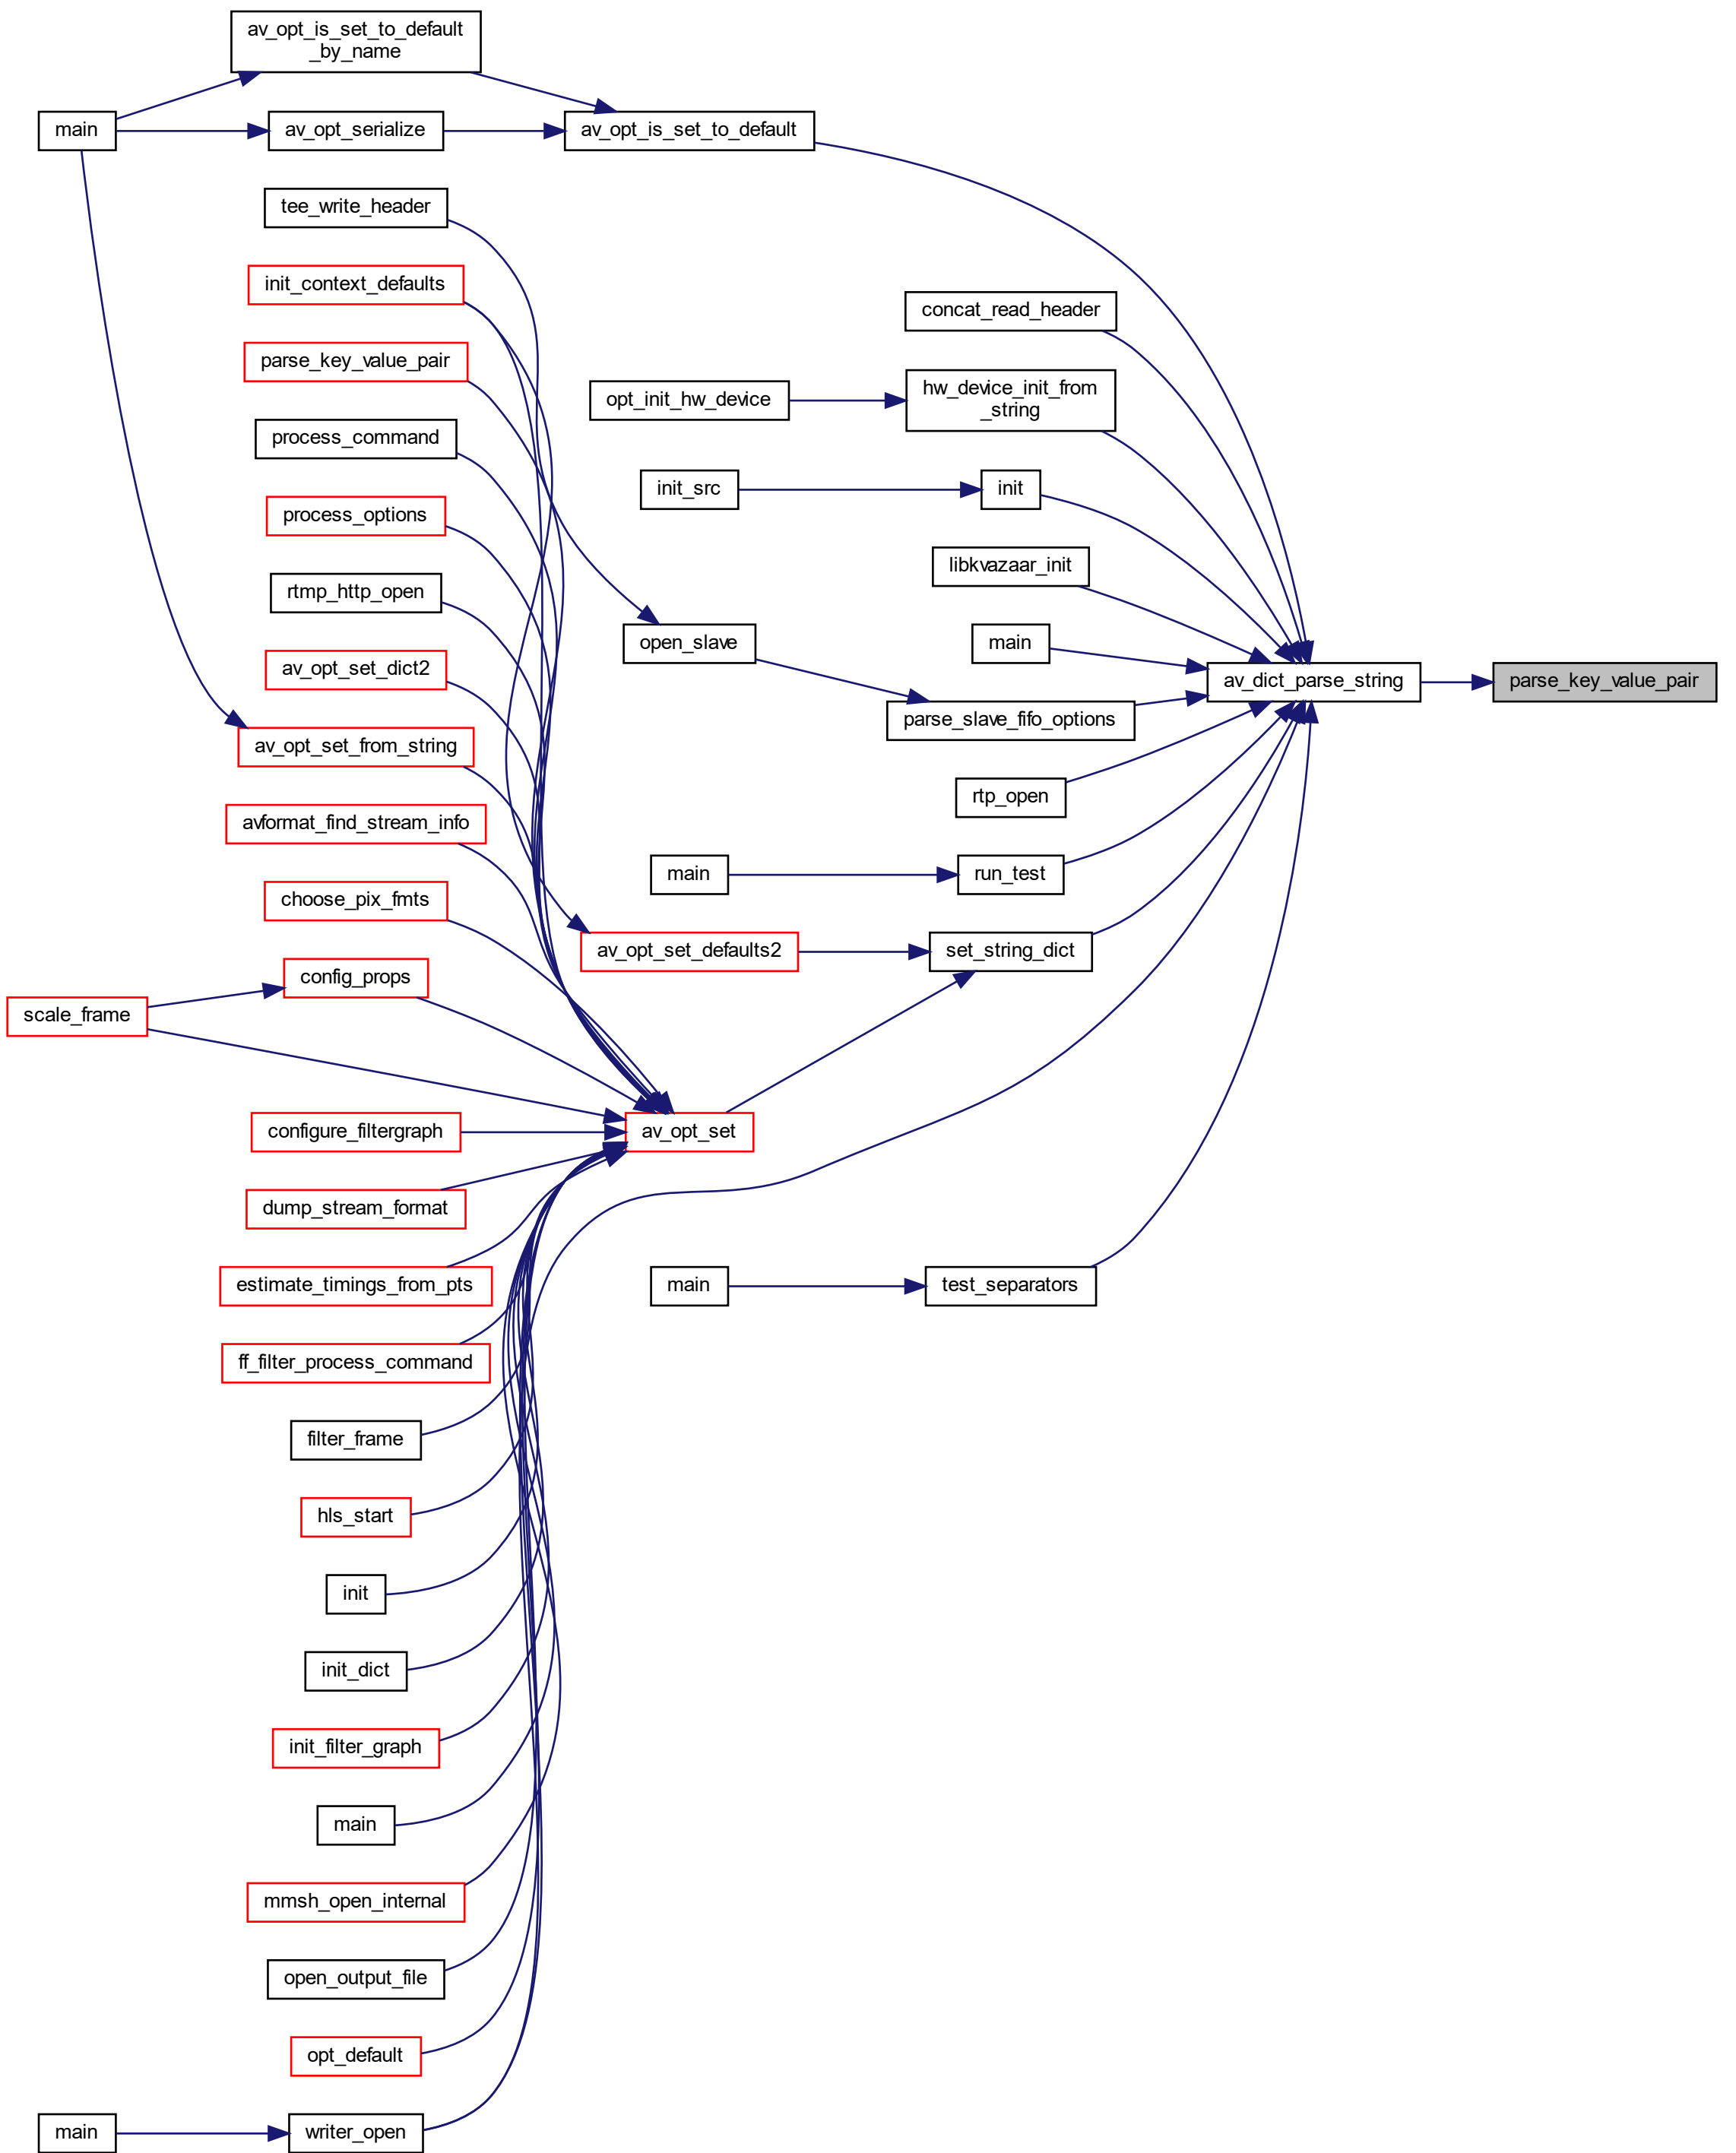 av_opt_is_set_to_default
_by_name
main
av_opt_serialize
av_opt_is_set_to_default
tee_write_header
init_context_defaults
concat_read_header
parse_key_value_pair
opt_init_hw_device
hw_device_init_from
_string
process_command
init_src
init
process_options
libkvazaar_init
rtmp_http_open
open_slave
main
av_opt_set_dict2
av_dict_parse_string
parse_key_value_pair
parse_slave_fifo_options
av_opt_set_from_string
rtp_open
avformat_find_stream_info
main
run_test
choose_pix_fmts
av_opt_set_defaults2
set_string_dict
config_props
scale_frame
configure_filtergraph
av_opt_set
dump_stream_format
estimate_timings_from_pts
main
test_separators
ff_filter_process_command
filter_frame
hls_start
init
init_dict
init_filter_graph
main
mmsh_open_internal
open_output_file
opt_default
main
writer_open